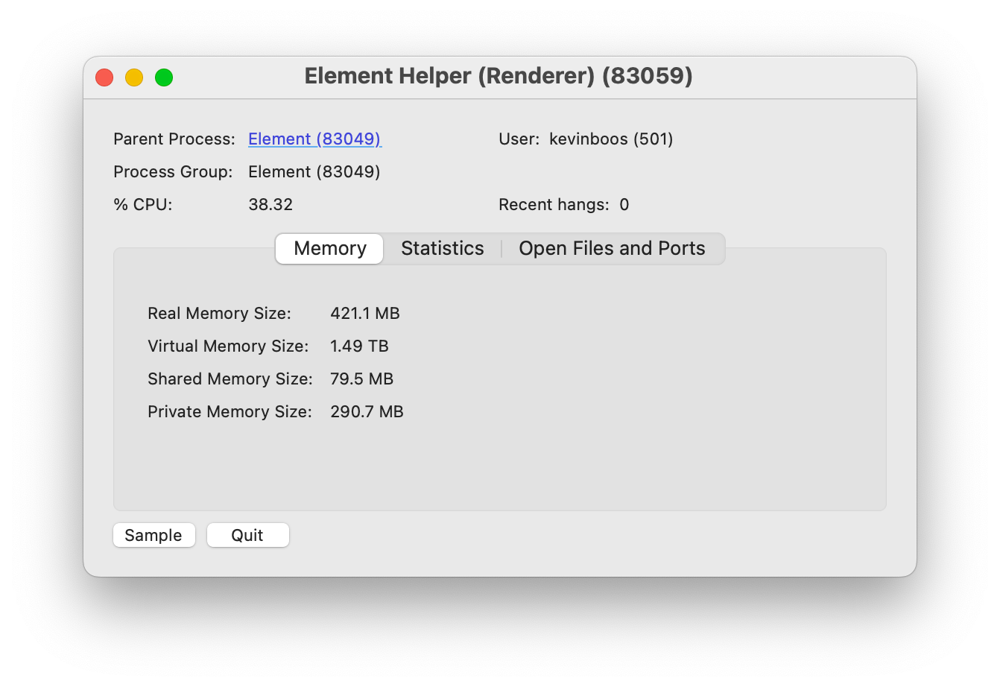 Element Helper (Renderer) (83059)
Parent Process: Element (83049) User: kevinboos (501)
Process Group: Element (83049)
% CPU: 38.32 Recent hangs: 0
Memory Statistics Open Files and Ports
Real Memory Size: 421.1 MB
Virtual Memory Size: 1.49 TB
Shared Memory Size: 79.5 MB
Private Memory Size: 290.7 MB
Sample Quit